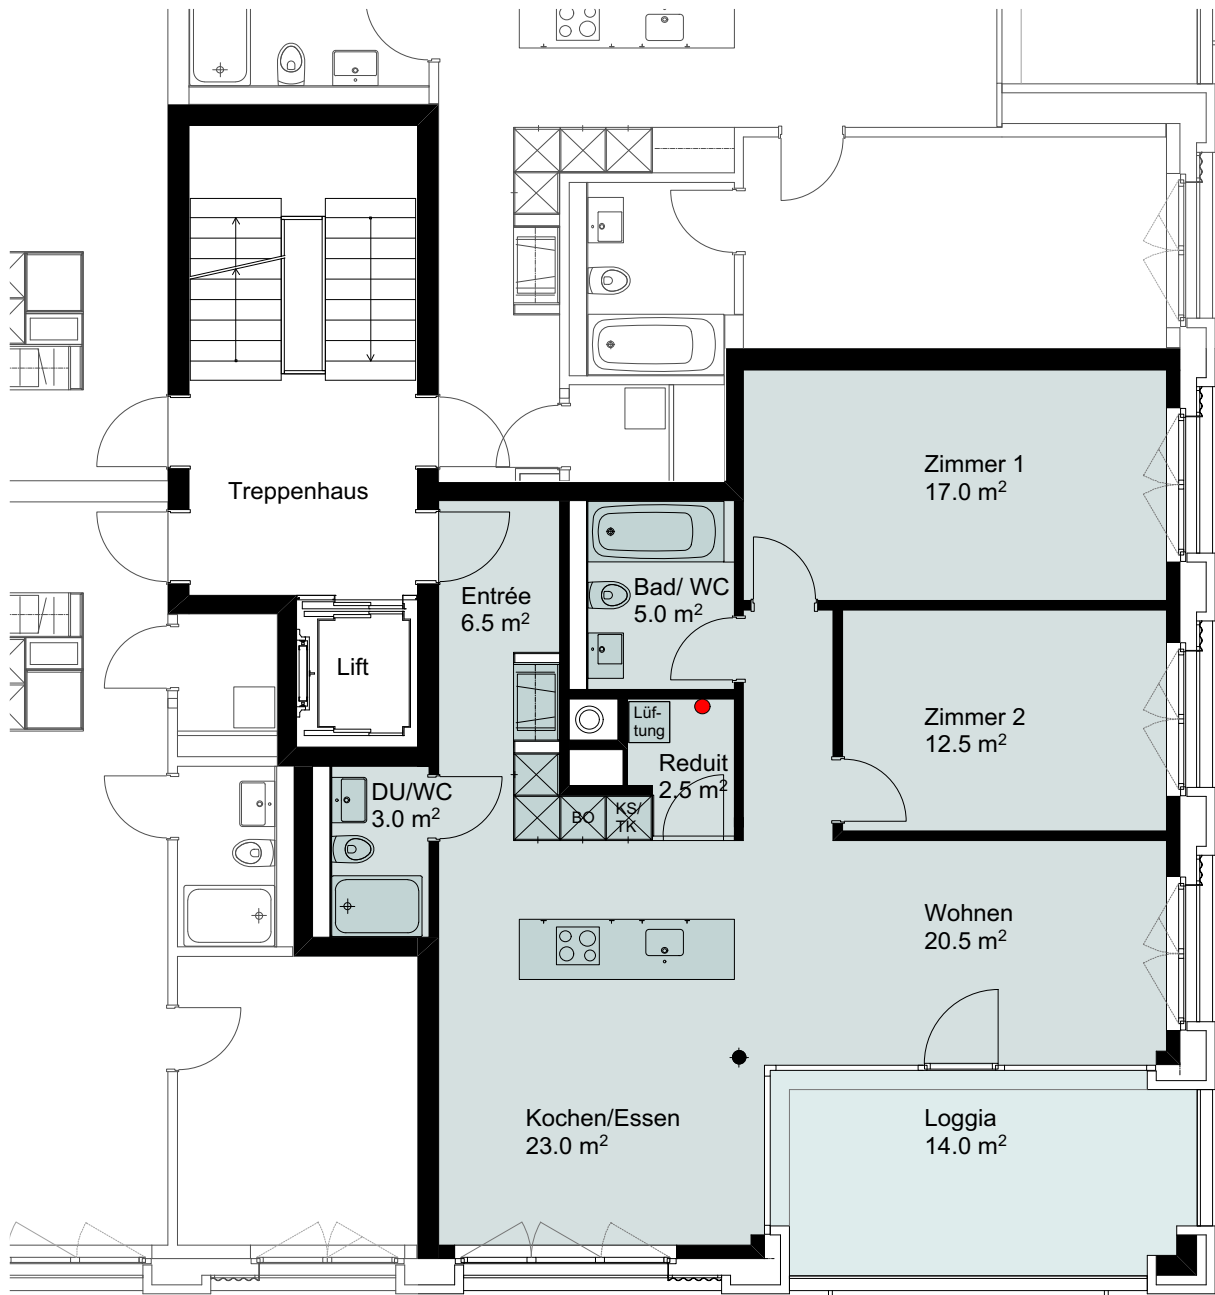 Zimmer 1
17.0 m²
Treppenhaus
Entrée
6.5 m²
Bad/ WC
5.0 m²
Lift
Lüf-
tung
Zimmer 2
12.5 m²
Reduit
2.5 m²
DU/WC
3.0 m²
BO
KS/
TK
Wohnen
20.5 m²
Kochen/Essen
23.0 m²
Loggia
14.0 m²